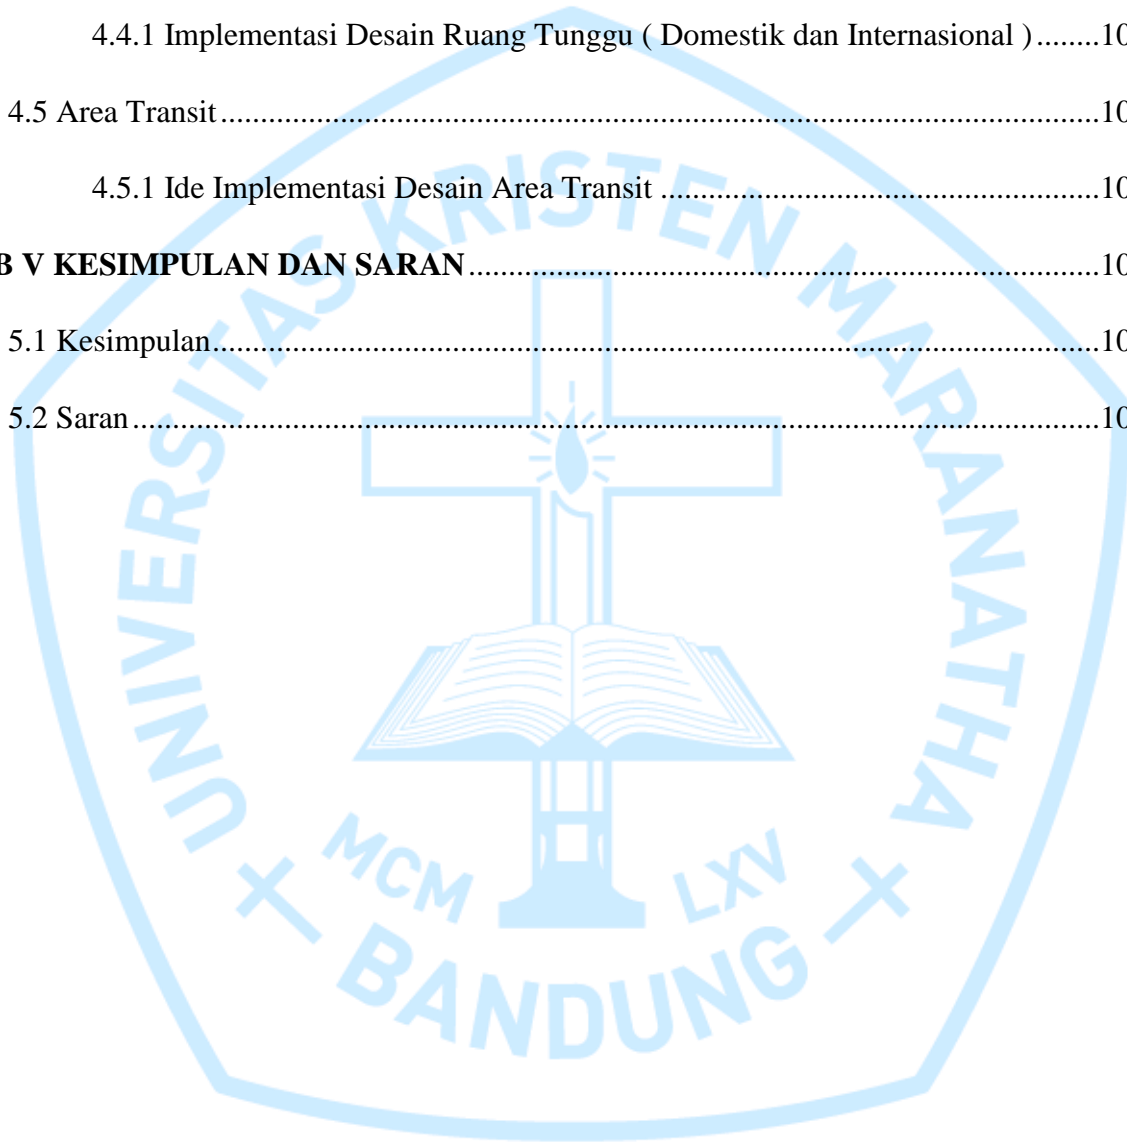 4.4.1 Implementasi Desain Ruang Tunggu ( Domestik dan Internasional ) ........10
4.5 Area Transit ................................................................................................10
4.5.1 Ide Implementasi Desain Area Transit ................................................10
B V KESIMPULAN DAN SARAN .....................................................................10
5.1 Kesimpulan.................................................................................................10
5.2 Saran ..........................................................................................................10
UNIVERSITAS KRISTEN MARANATHA
MCM LXV
BANDUNG